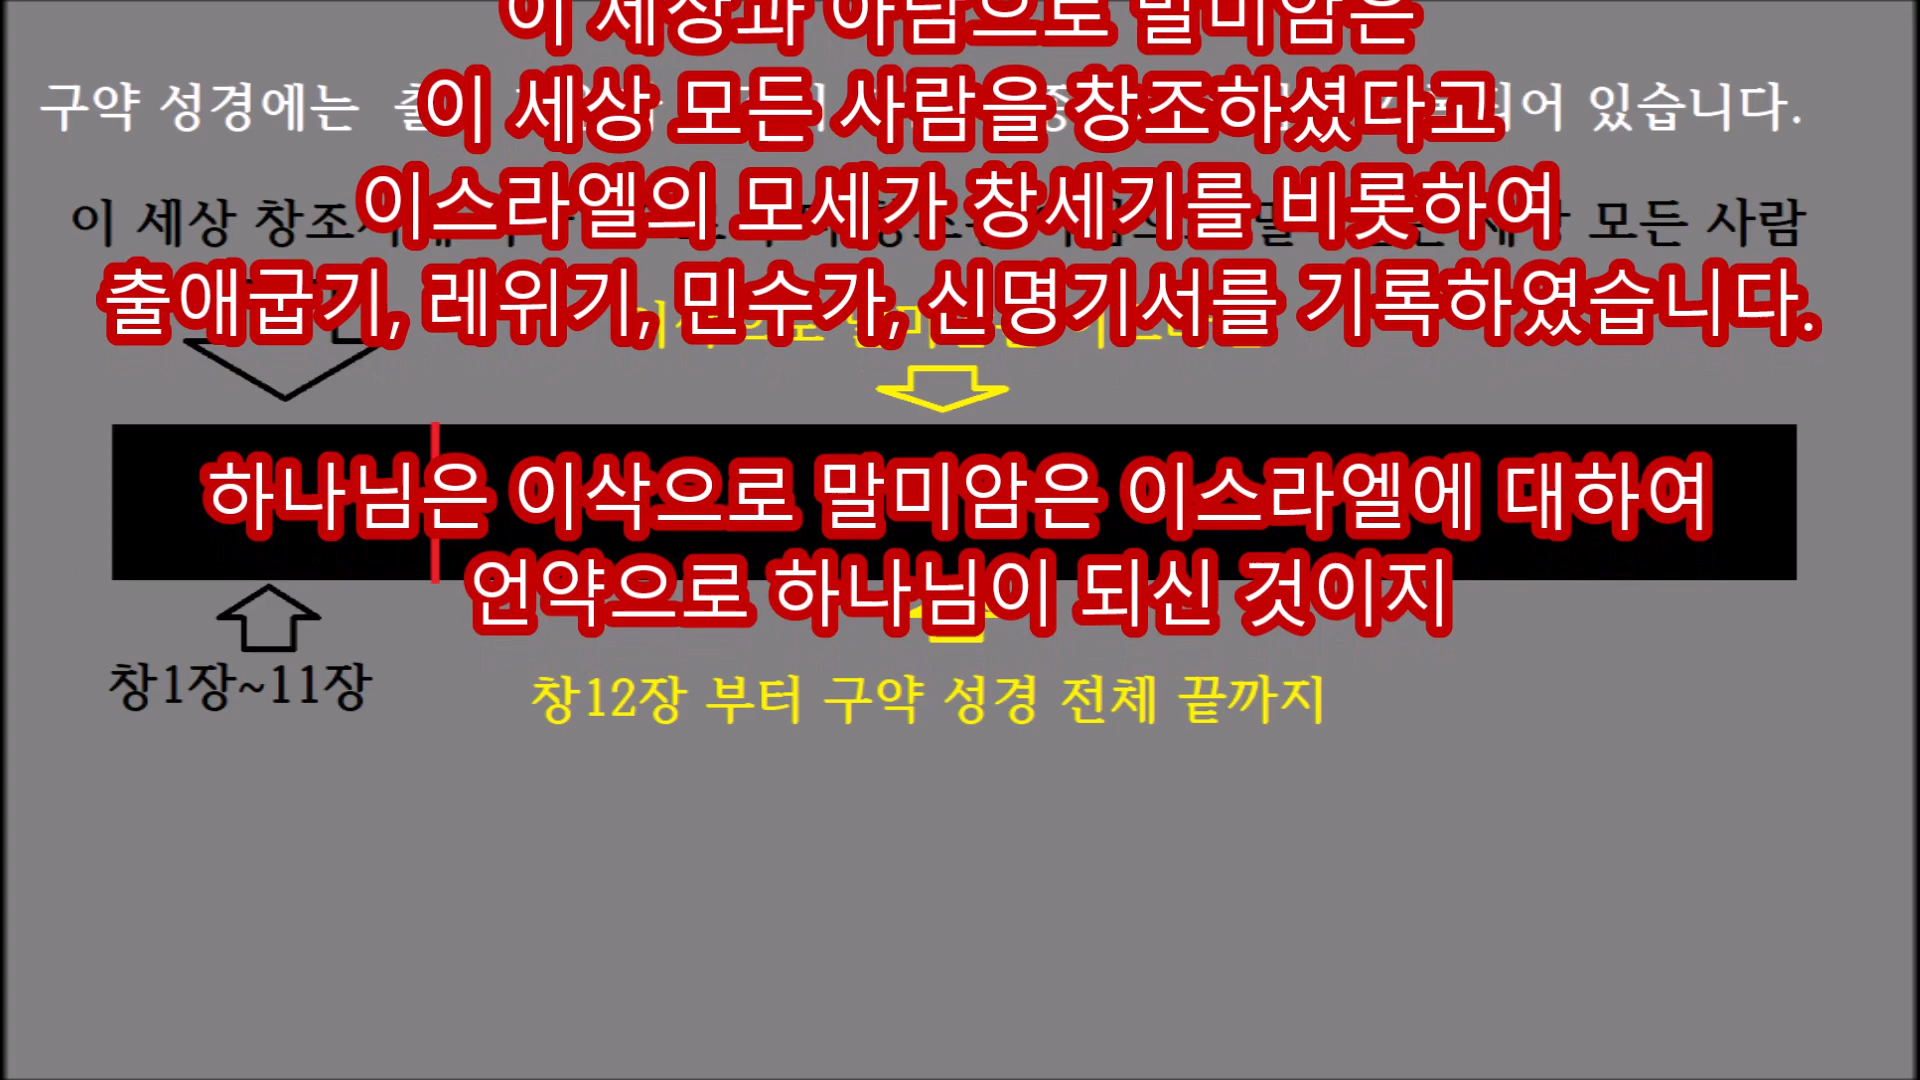 이 세상과 아담으로 말미암은
구약 성경에는
되어 있습니다.
이 세상 모든 사람을 창조하셨다고
이 세상 창조
세상 모든 사람
이스라엘의 모세가 창세기를 비롯하여
출애굽기, 레위기, 민수가, 신명기서를 기록하였습니다.
하나님은 이삭으로 말미암은 이스라엘에 대하여
언약으로 하나님이 되신 것이지
창1장~11장
창12장 부터 구약 성경 전체 끝까지